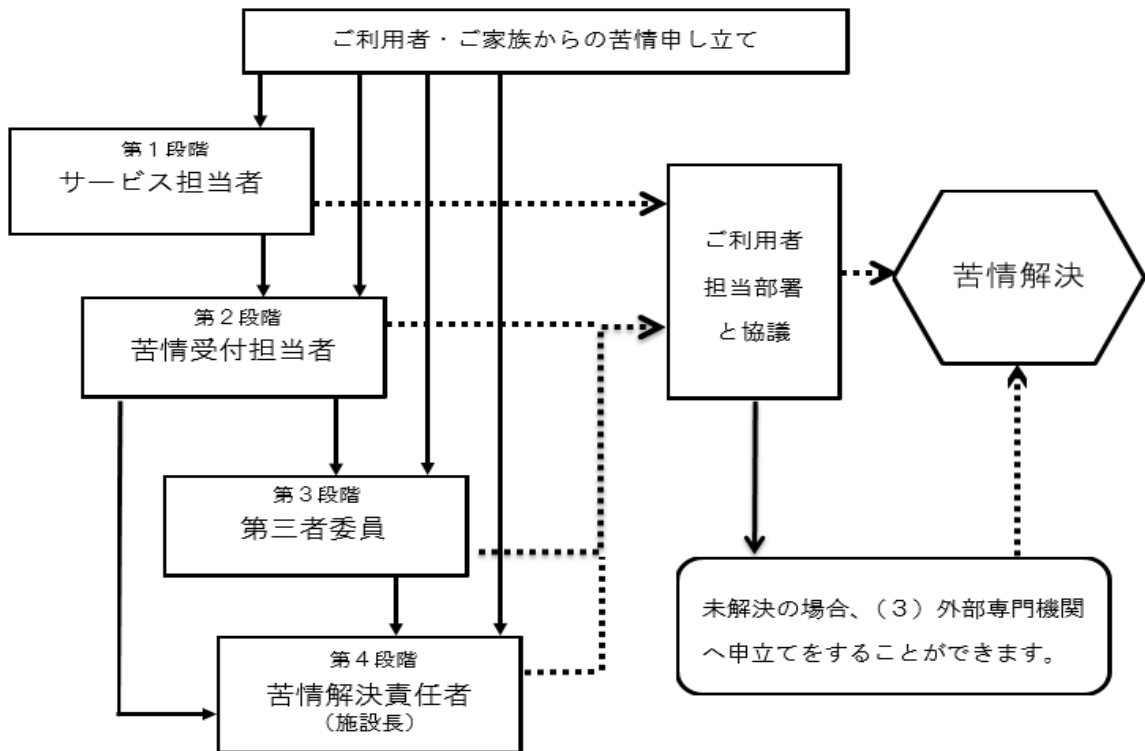 ご利用者・ご家族からの苦情申し立て
第１段階
サービス担当者
第２段階
苦情受付担当者
第３段階
第三者委員
第４段階
苦情解決責任者
（施設長）
ご利用者
担当部署
と協議
苦情解決
未解決の場合、（３）外部専門機関
へ申立てをすることができます。